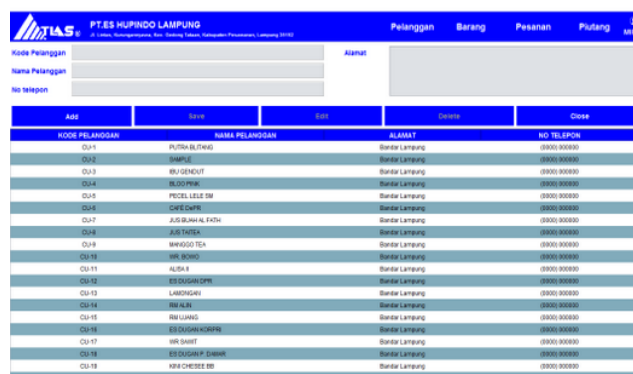 ATLAS ®
PT.ES HUPINDO LAMPUNG
Pelanggan Barang Pesanan Piutang
Kode Pelanggan
Alamat
Nama Pelanggan
No telepon
Add Save Edit Delete Close
KODE PELANGGAN NAMA PELANGGAN ALAMAT NO TELEPON
CU-1 PUTRA BLITANG Bandar Lampung (0000) 000000
CU-2 SAMPLE Bandar Lampung (0000) 000000
CU-3 IBU GENDUT Bandar Lampung (0000) 000000
CU-4 BLOO PINK Bandar Lampung (0000) 000000
CU-5 PECEL LELE SM Bandar Lampung (0000) 000000
CU-6 CAFÉ DePR Bandar Lampung (0000) 000000
CU-7 JUS BUAH AL FATH Bandar Lampung (0000) 000000
CU-8 JUS TAITEA Bandar Lampung (0000) 000000
CU-9 MANGGO TEA Bandar Lampung (0000) 000000
CU-10 WR. BOWO Bandar Lampung (0000) 000000
CU-11 ALISA II Bandar Lampung (0000) 000000
CU-12 ES DUGAN DPR Bandar Lampung (0000) 000000
CU-13 LAMONGAN Bandar Lampung (0000) 000000
CU-14 RM ALIN Bandar Lampung (0000) 000000
CU-15 RM UJANG Bandar Lampung (0000) 000000
CU-16 ES DUGAN KORPRI Bandar Lampung (0000) 000000
CU-17 WR SAWIT Bandar Lampung (0000) 000000
CU-18 ES DUGAN P. DAMAR Bandar Lampung (0000) 000000
CU-19 KINI CHESEE BB Bandar Lampung (0000) 000000